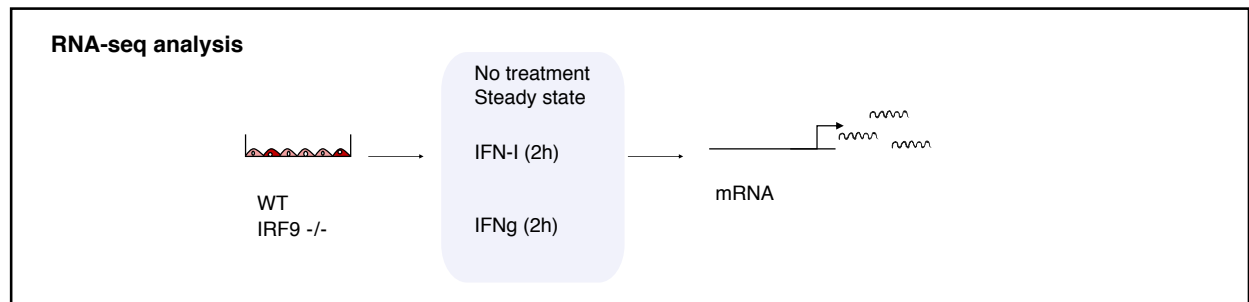 RNA-seq analysis
No treatment
Steady state
IFN-I (2h)
IFNg (2h)
WT
IRF9 -/-
mRNA